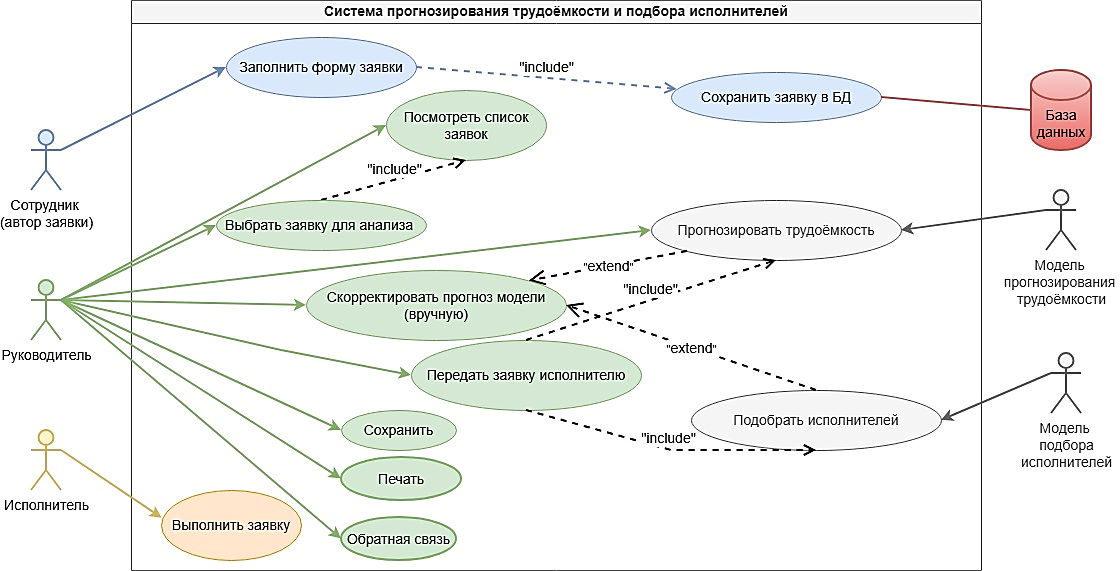 Система прогнозирования трудоёмкости и подбора исполнителей
Заполнить форму заявки
"include"
Сохранить заявку в БД
База
данных
Посмотреть список
заявок
"include"
Сотрудник
(автор заявки)
Выбрать заявку для анализа
Прогнозировать трудоёмкость
Модель
прогнозирования
трудоёмкости
"extend"
"include"
Скорректировать прогноз модели
(вручную)
Руководитель
"extend"
Передать заявку исполнителю
Подобрать исполнителей
"include"
Модель
подбора
исполнителей
Сохранить
Печать
Исполнитель
Выполнить заявку
Обратная связь